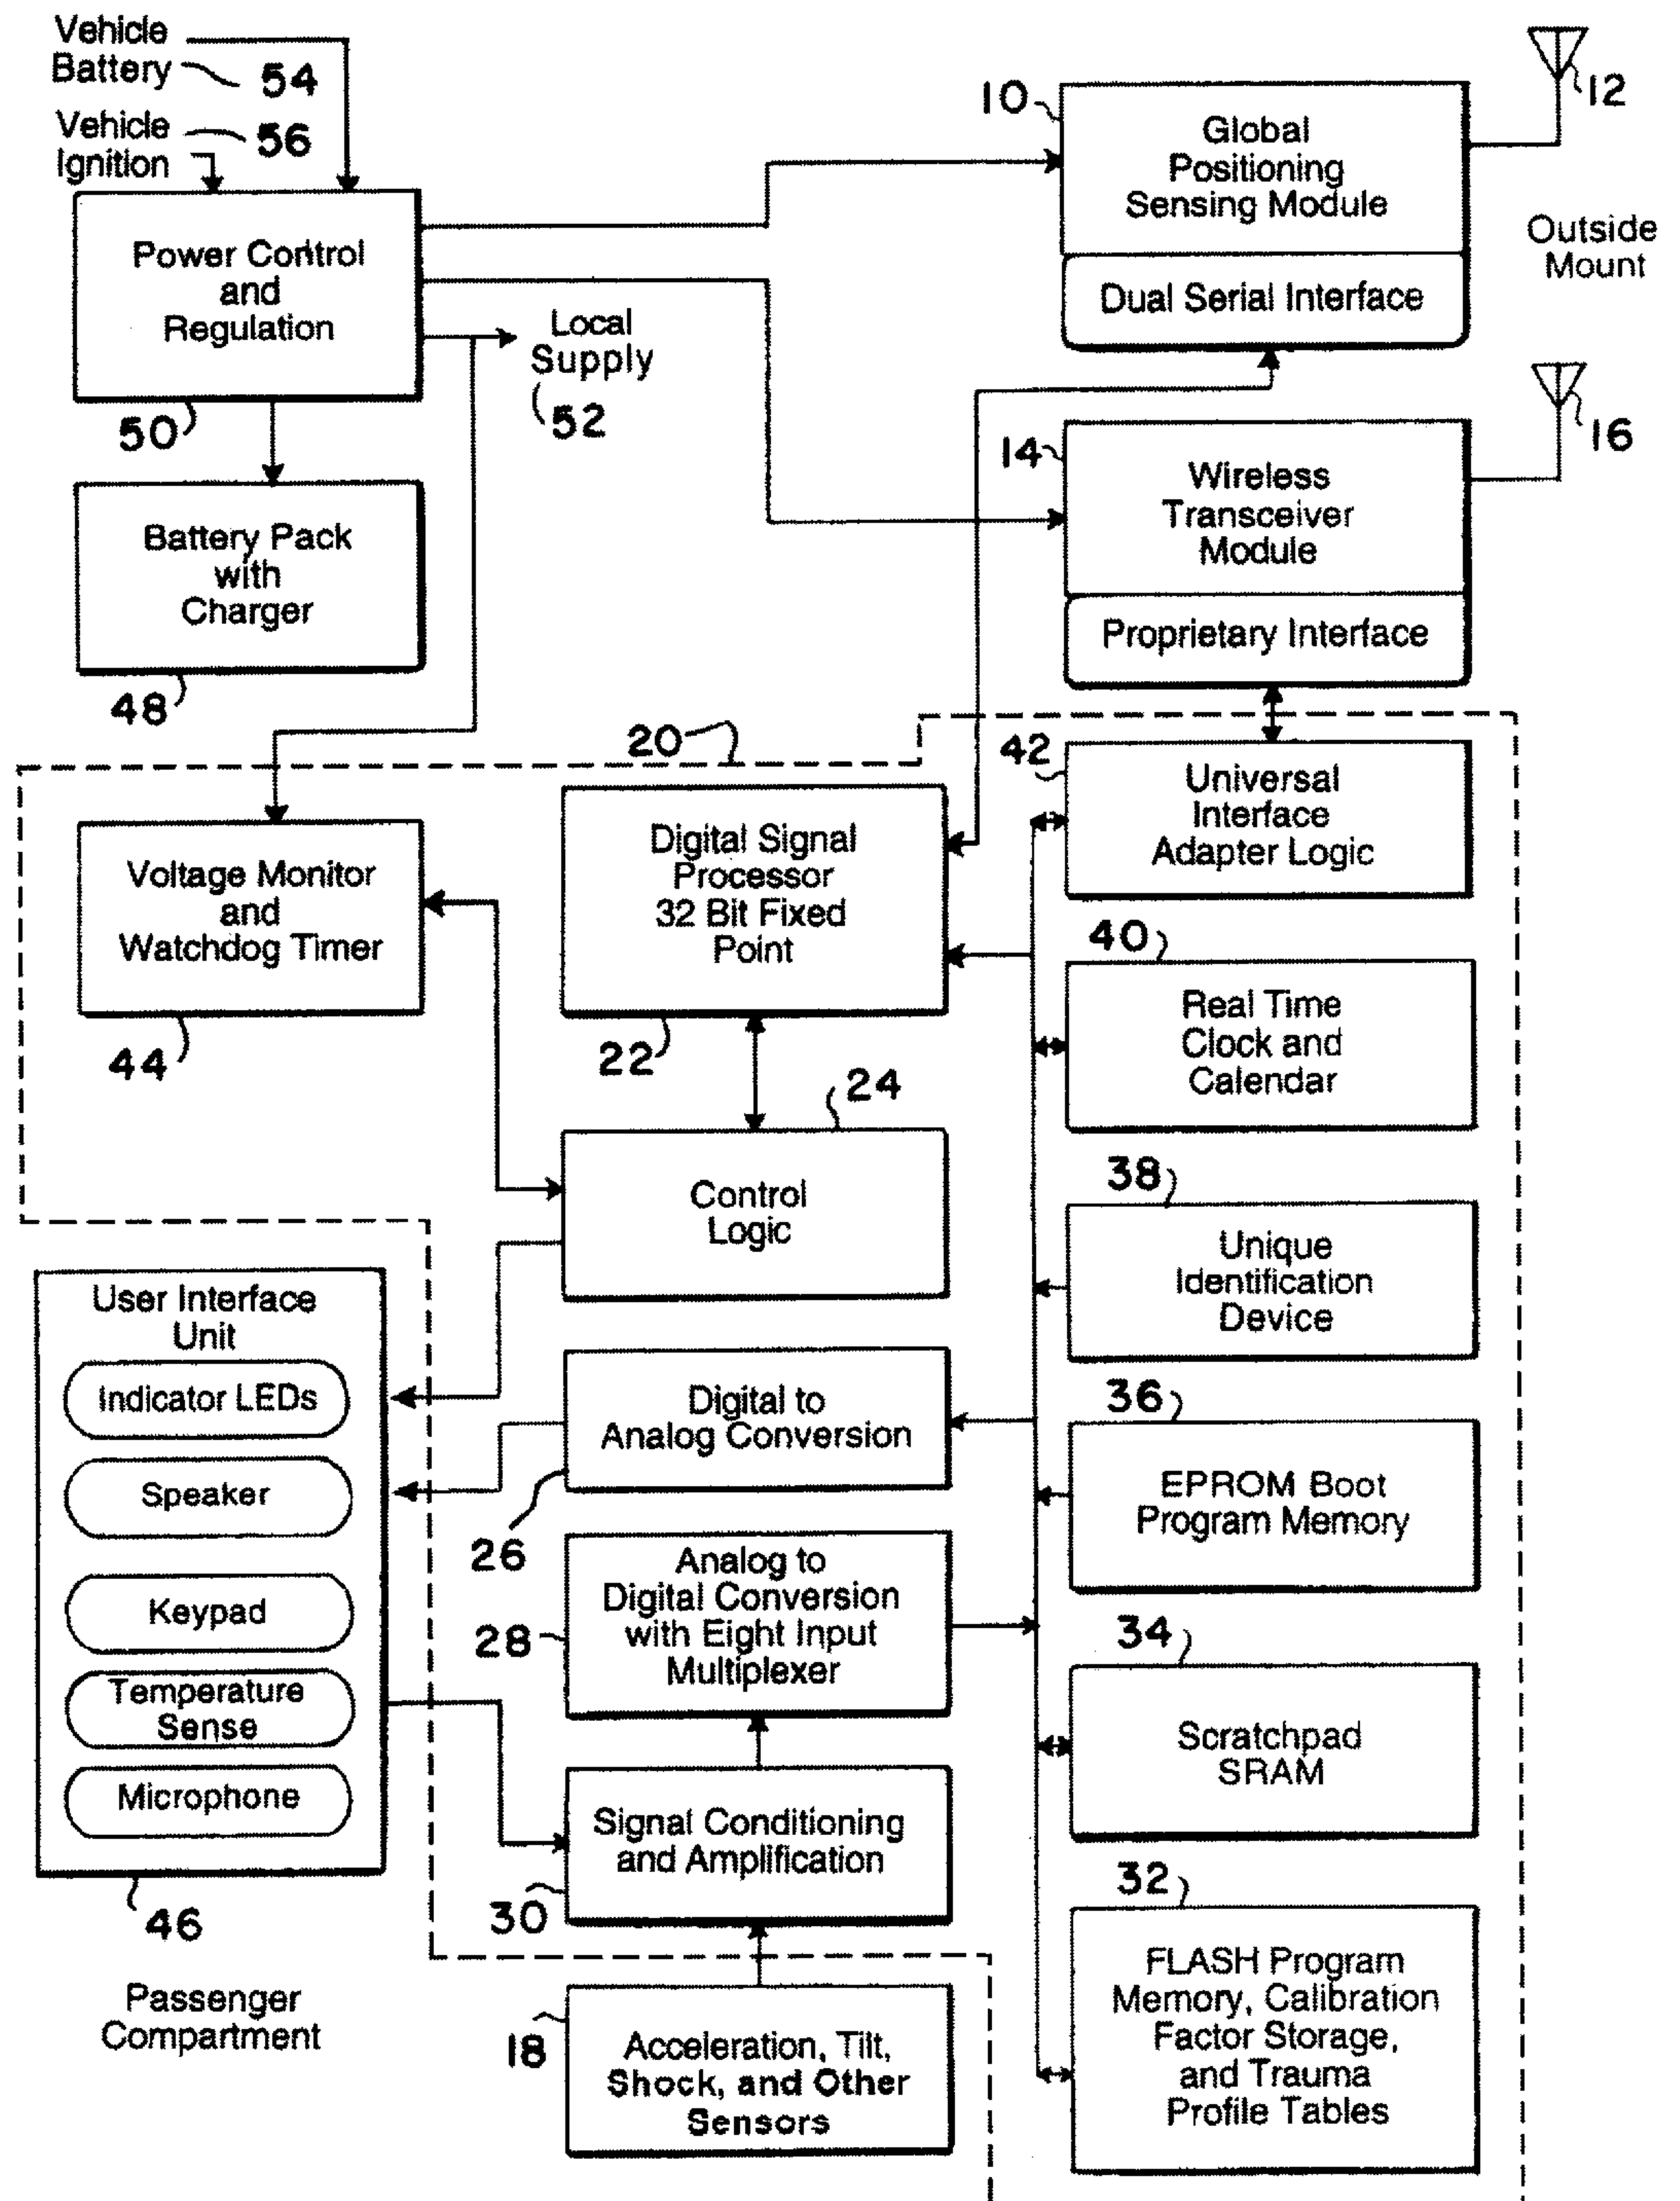 Vehicle
Battery
54
Vehicle
Ignition
56
Power Control
and
Regulation
50
Local
Supply
52
Battery Pack
with
Charger
48
10
Global
Positioning
Sensing Module
Dual Serial Interface
12
Outside
Mount
14
Wireless
Transceiver
Module
Proprietary Interface
16
20
Voltage Monitor
and
Watchdog Timer
44
Digital Signal
Processor
32 Bit Fixed
Point
22
24
Control
Logic
42
Universal
Interface
Adapter Logic
40
Real Time
Clock and
Calendar
38
Unique
Identification
Device
36
EPROM Boot
Program Memory
34
Scratchpad
SRAM
32
FLASH Program
Memory, Calibration
Factor Storage,
and Trauma
Profile Tables
User Interface
Unit
Indicator LEDs
Speaker
Keypad
Temperature
Sense
Microphone
46
Passenger
Compartment
Digital to
Analog Conversion
26
Analog to
Digital Conversion
with Eight Input
Multiplexer
28
Signal Conditioning
and Amplification
30
18
Acceleration, Tilt,
Shock, and Other
Sensors